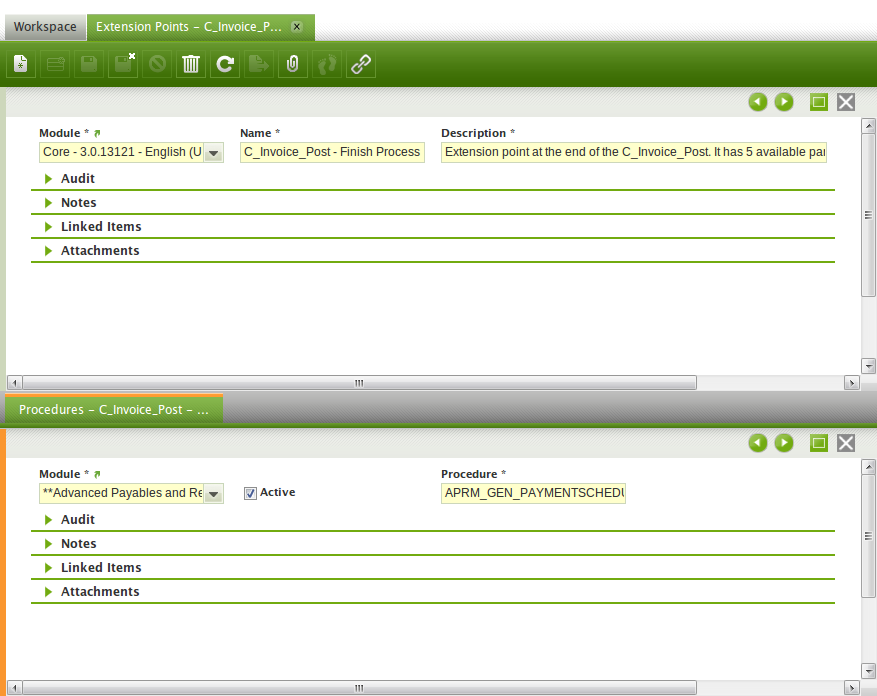 Workspace
Extension Points – C_Invoice_P...
Module *
Name *
Description *
Core - 3.0.13121 - English (U
C_Invoice_Post - Finish Process
Extension point at the end of the C_Invoice_Post. It has 5 available par
Audit
Notes
Linked Items
Attachments
Procedures – C_Invoice_Post – ...
Module *
Procedure *
**Advanced Payables and Re
Active
APRM_GEN_PAYMENTSCHEDU
Audit
Notes
Linked Items
Attachments